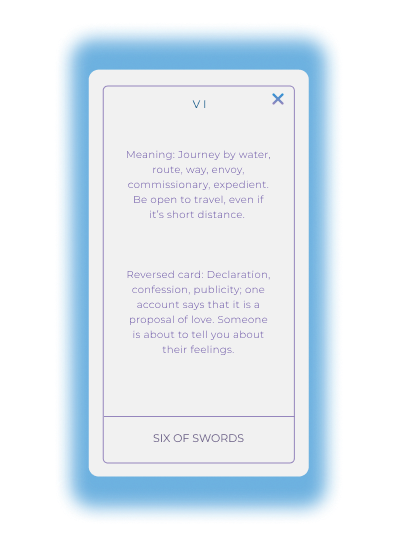 VI
Meaning: Journey by water,
route, way, envoy,
commissionary, expedient.
Be open to travel, even if
it's short distance.
Reversed card: Declaration,
confession, publicity; one
account says that it is a
proposal of love. Someone
is about to tell you about
their feelings.
SIX OF SWORDS